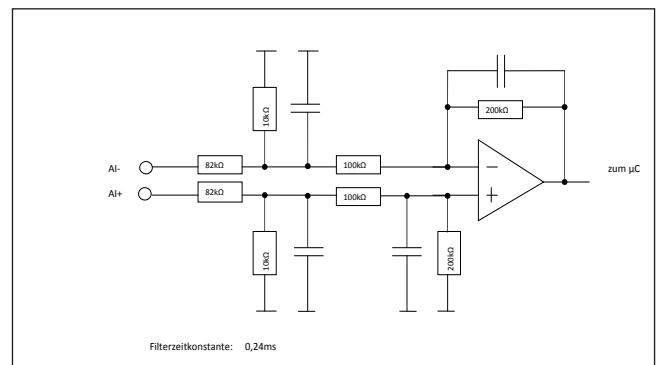 10kΩ
200kΩ
AI-
82kΩ
100kΩ
zum µC
AI+
82kΩ
100kΩ
10kΩ
200kΩ
Filterzeitkonstante: 0,24ms